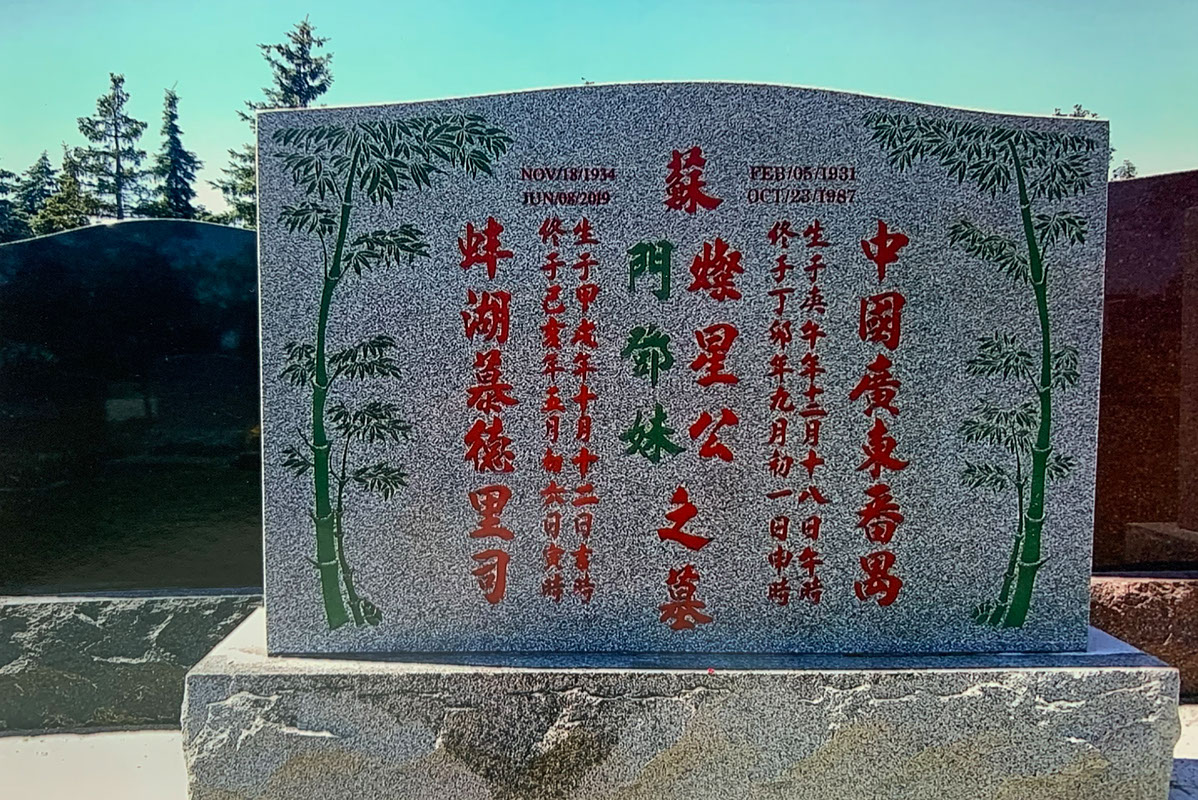 中國廣東番禺
FEB/05/1931
OCT/23/1987
生于庚午年十二月十八日午時
終于丁卯年九月初一日申時
蘇
燦星公
門鄧妹
之墓
NOV/18/1934
JUN/08/2019
生于甲戌年十月十二日吉時
終于己亥年五月初六日寅時
蚌湖慕德里司